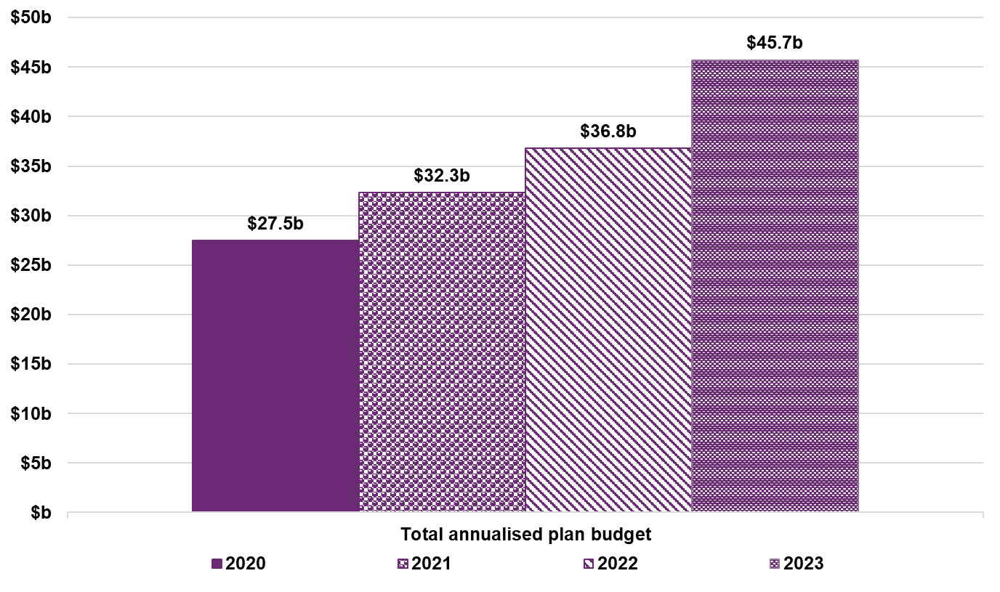 $50b
$45.7b
$45b
$40b
$36.8b
$35b
$32.3b
$30b
$27.5b
$25b
$20b
$15b
$10b
$5b
$b
Total annualised plan budget
2020 2021 2022 2023